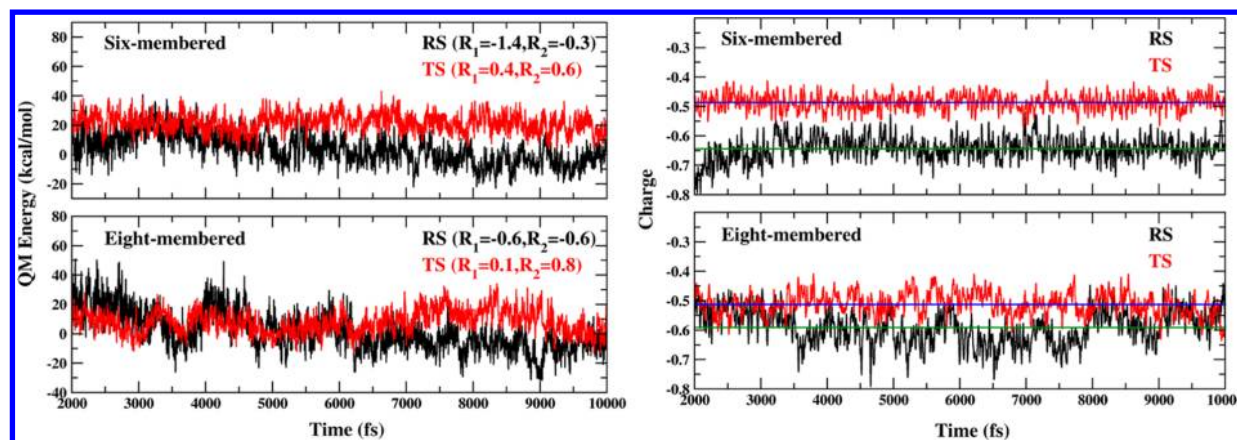 80
60
40
20
0
-20
Six-membered
RS (R1=-1.4,R2=-0.3)
TS (R1=0.4,R2=0.6)
QM Energy (kcal/mol)
80
60
40
20
0
-20
-40
Eight-membered
RS (R1=-0.6,R2=-0.6)
TS (R1=0.1,R2=0.8)
2000 3000 4000 5000 6000 7000 8000 9000 10000
Time (fs)
-0.3
-0.4
-0.5
-0.6
-0.7
-0.8
Six-membered
RS
TS
Charge
-0.3
-0.4
-0.5
-0.6
-0.7
-0.8
Eight-membered
RS
TS
2000 3000 4000 5000 6000 7000 8000 9000 1000
Time (fs)